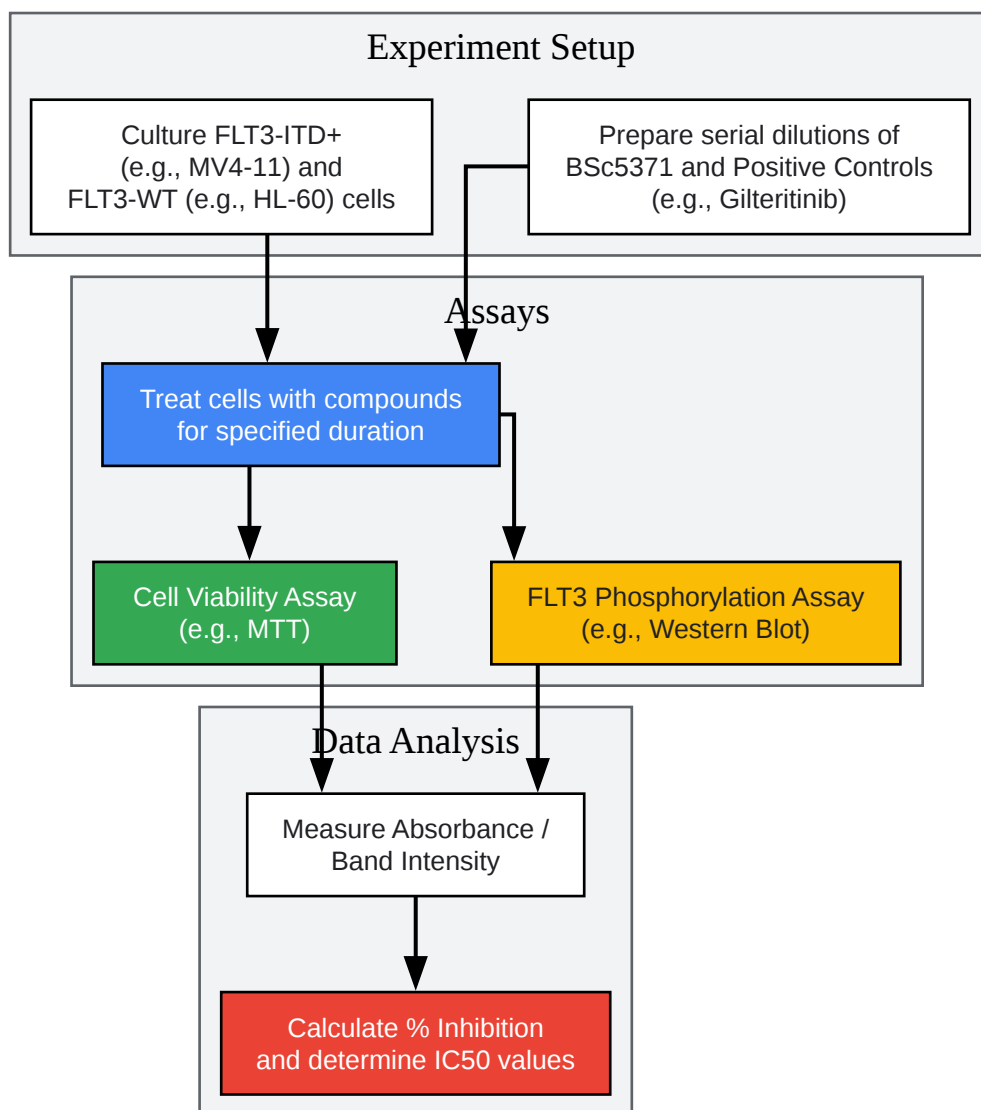 Experiment Setup
Culture FLT3-ITD+
(e.g., MV4-11) and
FLT3-WT (e.g., HL-60) cells
Prepare serial dilutions of
BSc5371 and Positive Controls
(e.g., Gilteritinib)
Assays
Treat cells with compounds
for specified duration
Cell Viability Assay
(e.g., MTT)
FLT3 Phosphorylation Assay
(e.g., Western Blot)
Data Analysis
Measure Absorbance /
Band Intensity
Calculate % Inhibition
and determine IC50 values